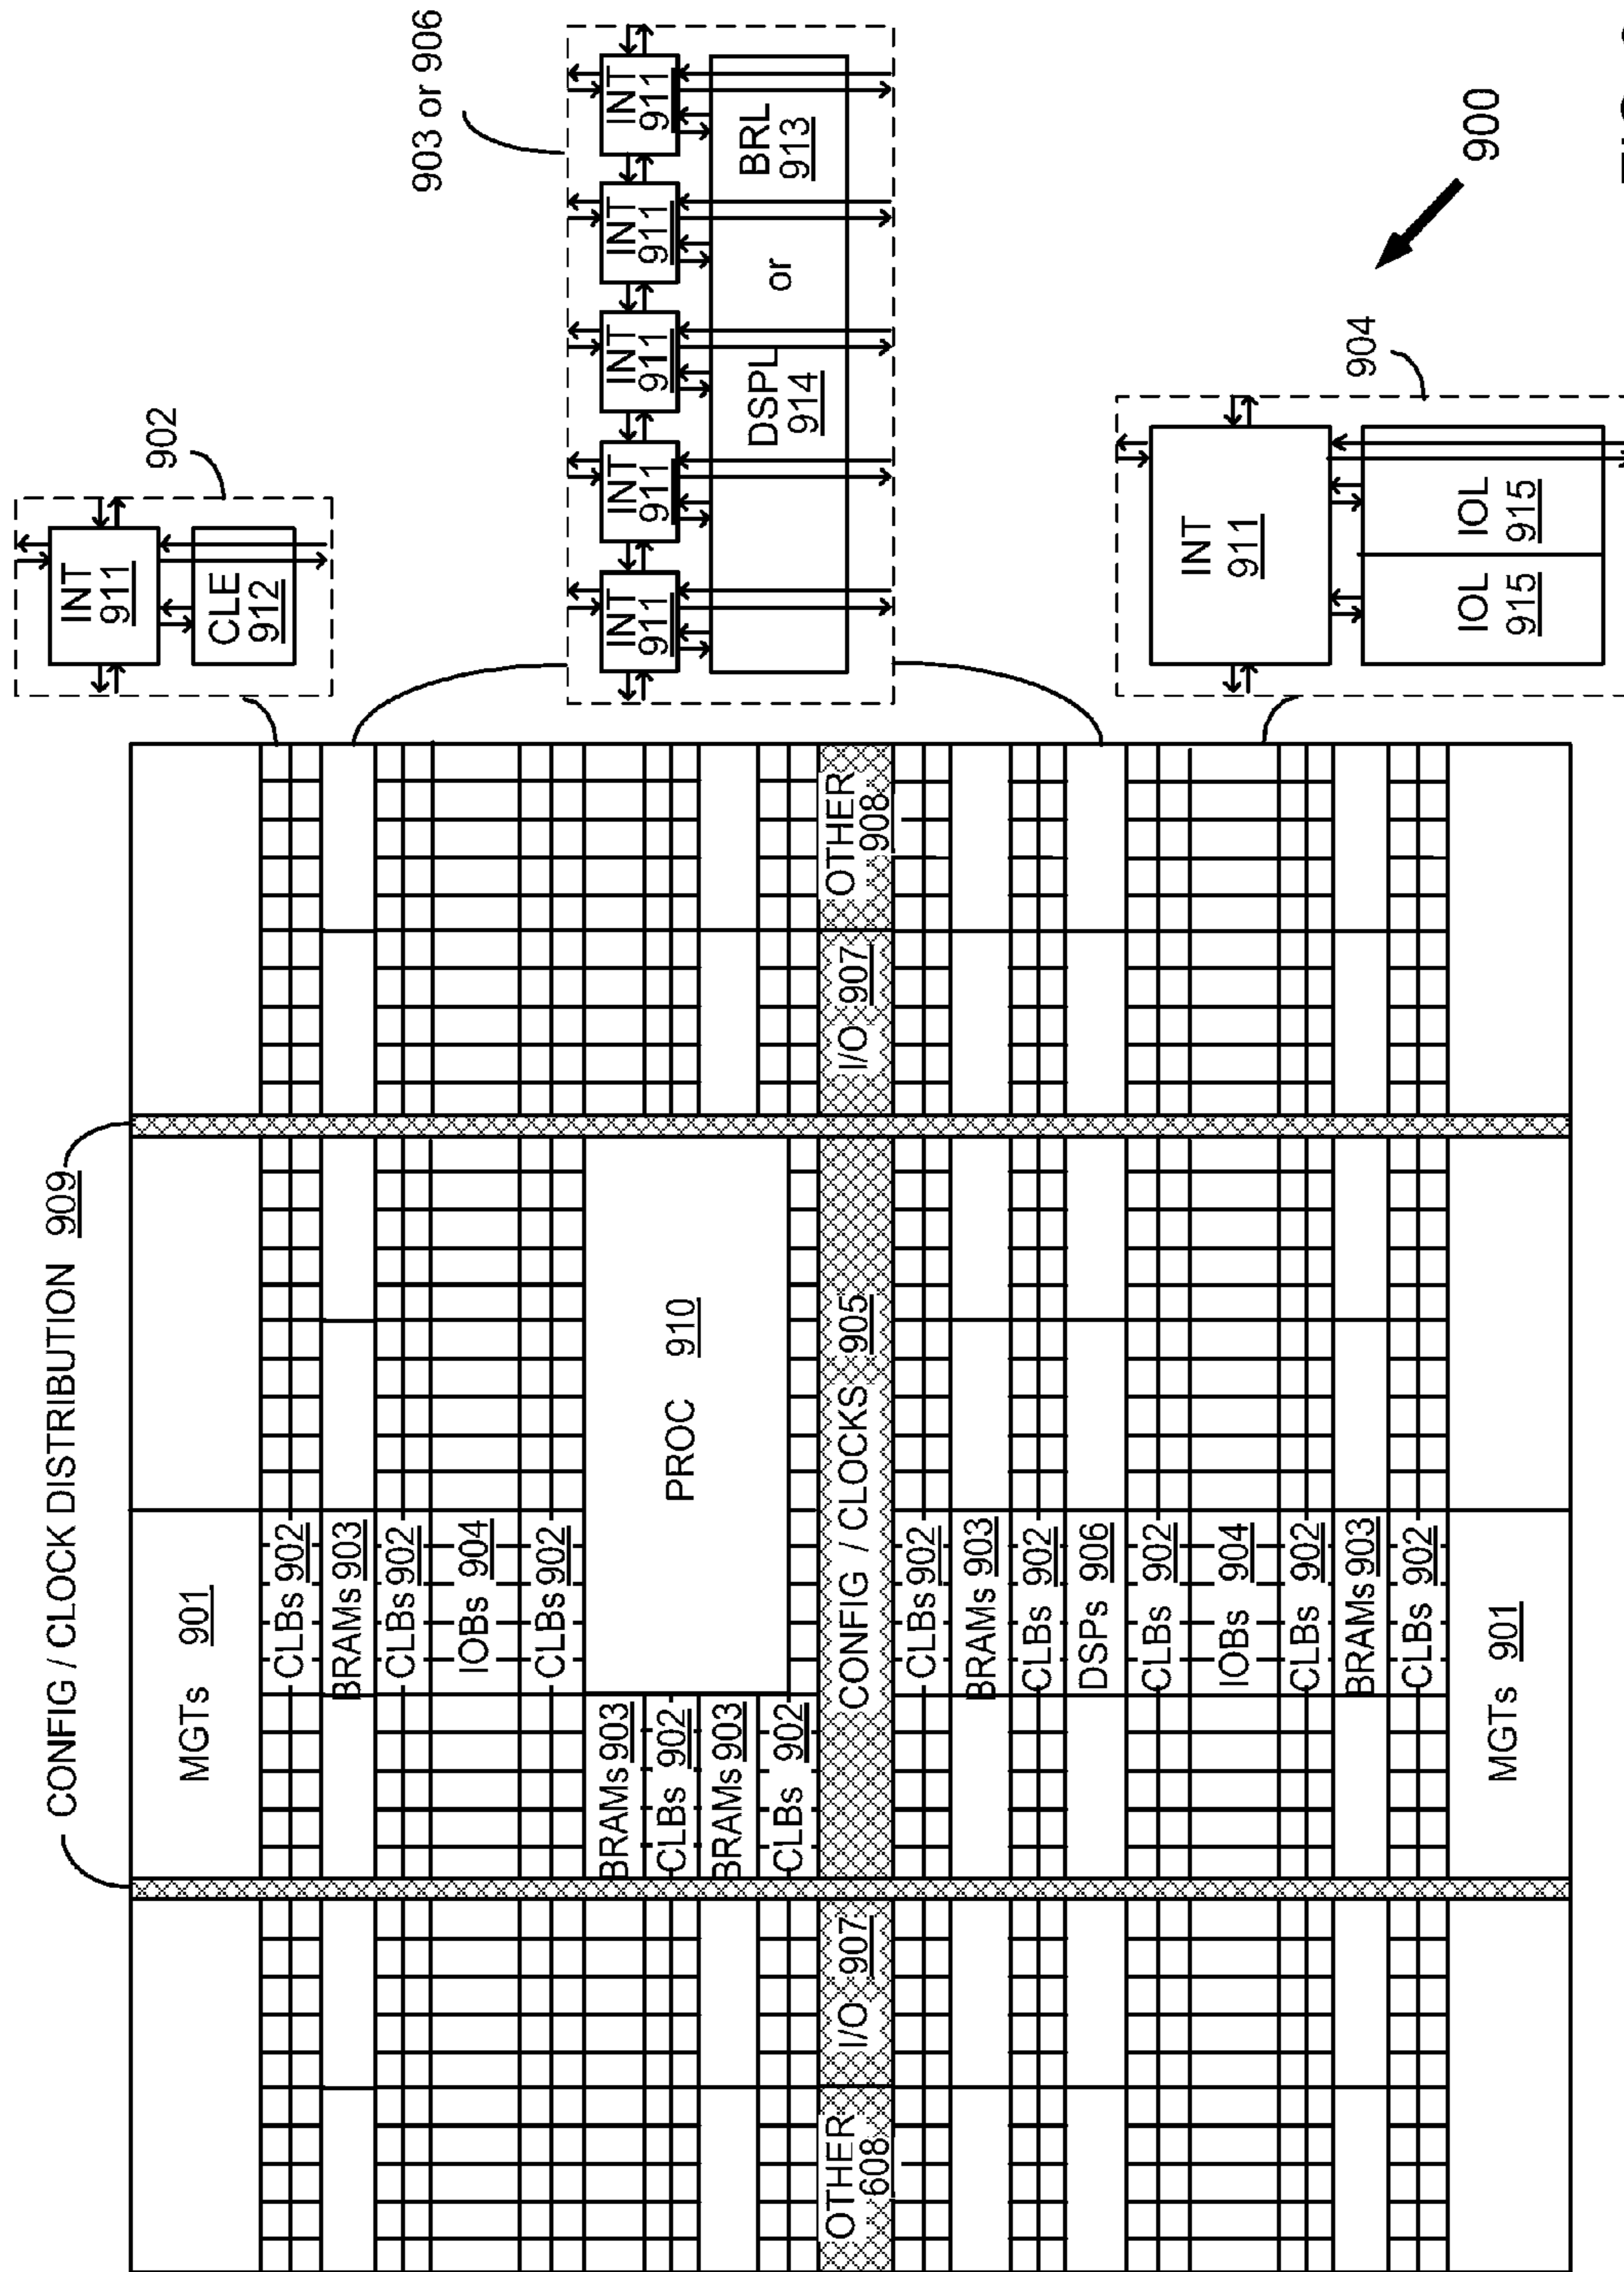 CONFIG / CLOCK DISTRIBUTION 909
MGTs 901
CLBs 902
BRAMs 903
CLBs 902
IOBs 904
CLBs 902
BRAMs 903
CLBs 902
BRAMs 903
CLBs 902
PROC 910
OTHER
608
I/O 907
CONFIG / CLOCKS 905
I/O 907
OTHER
908
CLBs 902
BRAMs 903
CLBs 902
DSPs 906
CLBs 902
IOBs 904
CLBs 902
BRAMs 903
CLBs 902
MGTs 901
902
INT
911
CLE
912
903 or 906
INT
911
INT
911
INT
911
INT
911
INT
911
DSPL
914
or
BRL
913
904
INT
911
IOL
915
IOL
915
900